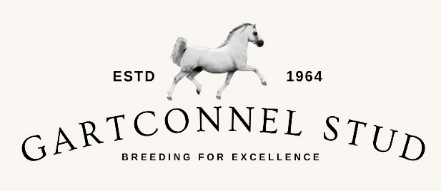 ESTD 1964
GARTCONNEL STUD
BREEDING FOR EXCELLENCE